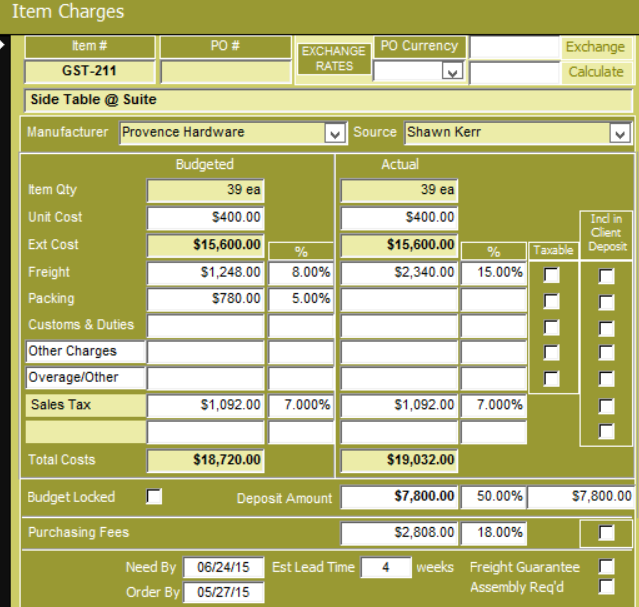 Item Charges
Item # PO # EXCHANGE RATES PO Currency Exchange
GST-211 Calculate
Side Table @ Suite
Manufacturer Provence Hardware Source Shawn Kerr
Budgeted Actual
Item Qty 39 ea 39 ea
Unit Cost $400.00 $400.00 Incl in Client Deposit
Ext Cost $15,600.00 % $15,600.00 % Taxable
Freight $1,248.00 8.00% $2,340.00 15.00%
Packing $780.00 5.00%
Customs & Duties
Other Charges
Overage/Other
Sales Tax $1,092.00 7.000% $1,092.00 7.000%
Total Costs $18,720.00 $19,032.00
Budget Locked Deposit Amount $7,800.00 50.00% $7,800.00
Purchasing Fees $2,808.00 18.00%
Need By 06/24/15 Est Lead Time 4 weeks Freight Guarantee
Order By 05/27/15 Assembly Req'd